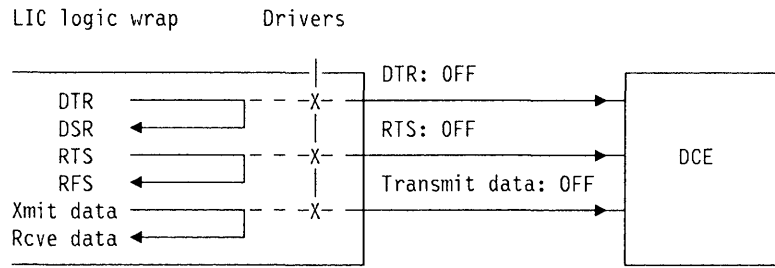 LIC logic wrap Drivers
DTR: OFF
DTR X
DSR RTS: OFF
RTS X DCE
RFS Transmit data: OFF
Xmit data X
Rcve data